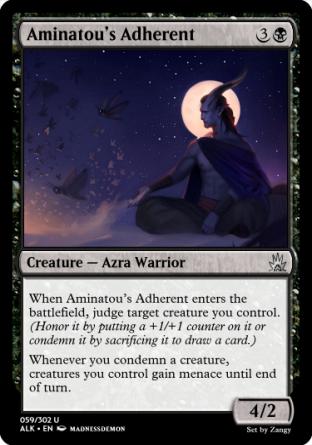 Aminatou's Adherent 3
Creature — Azra Warrior
When Aminatou's Adherent enters the
battlefield, judge target creature you control.
(Honor it by putting a +1/+1 counter on it or
condemn it by sacrificing it to draw a card.)
Whenever you condemn a creature,
creatures you control gain menace until end
of turn.
4/2
059/302 U
ALK • EN MADNESSDEMON
Set by Zangy